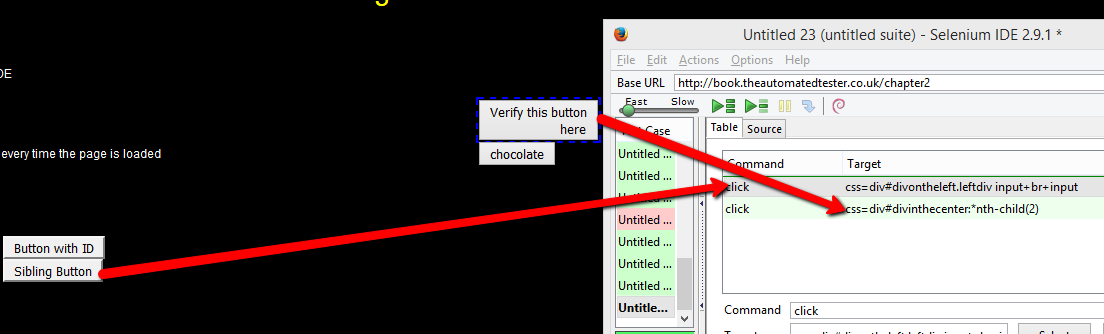 Untitled 23 (untitled suite) - Selenium IDE 2.9.1 *
File Edit Actions Options Help
DE
Base URL http://book.theautomatedtester.co.uk/chapter2
Fast Slow
Verify this button
here
chocolate
every time the page is loaded
Button with ID
Sibling Button
Case
Untitled ...
Untitled ...
Untitled ...
Untitled ...
Untitled ...
Untitled ...
Untitle...
Table Source
Command Target
click css=div#divontheleft.leftdiv input+br+input
click css=div#divinthecenter:*nth-child(2)
Command click